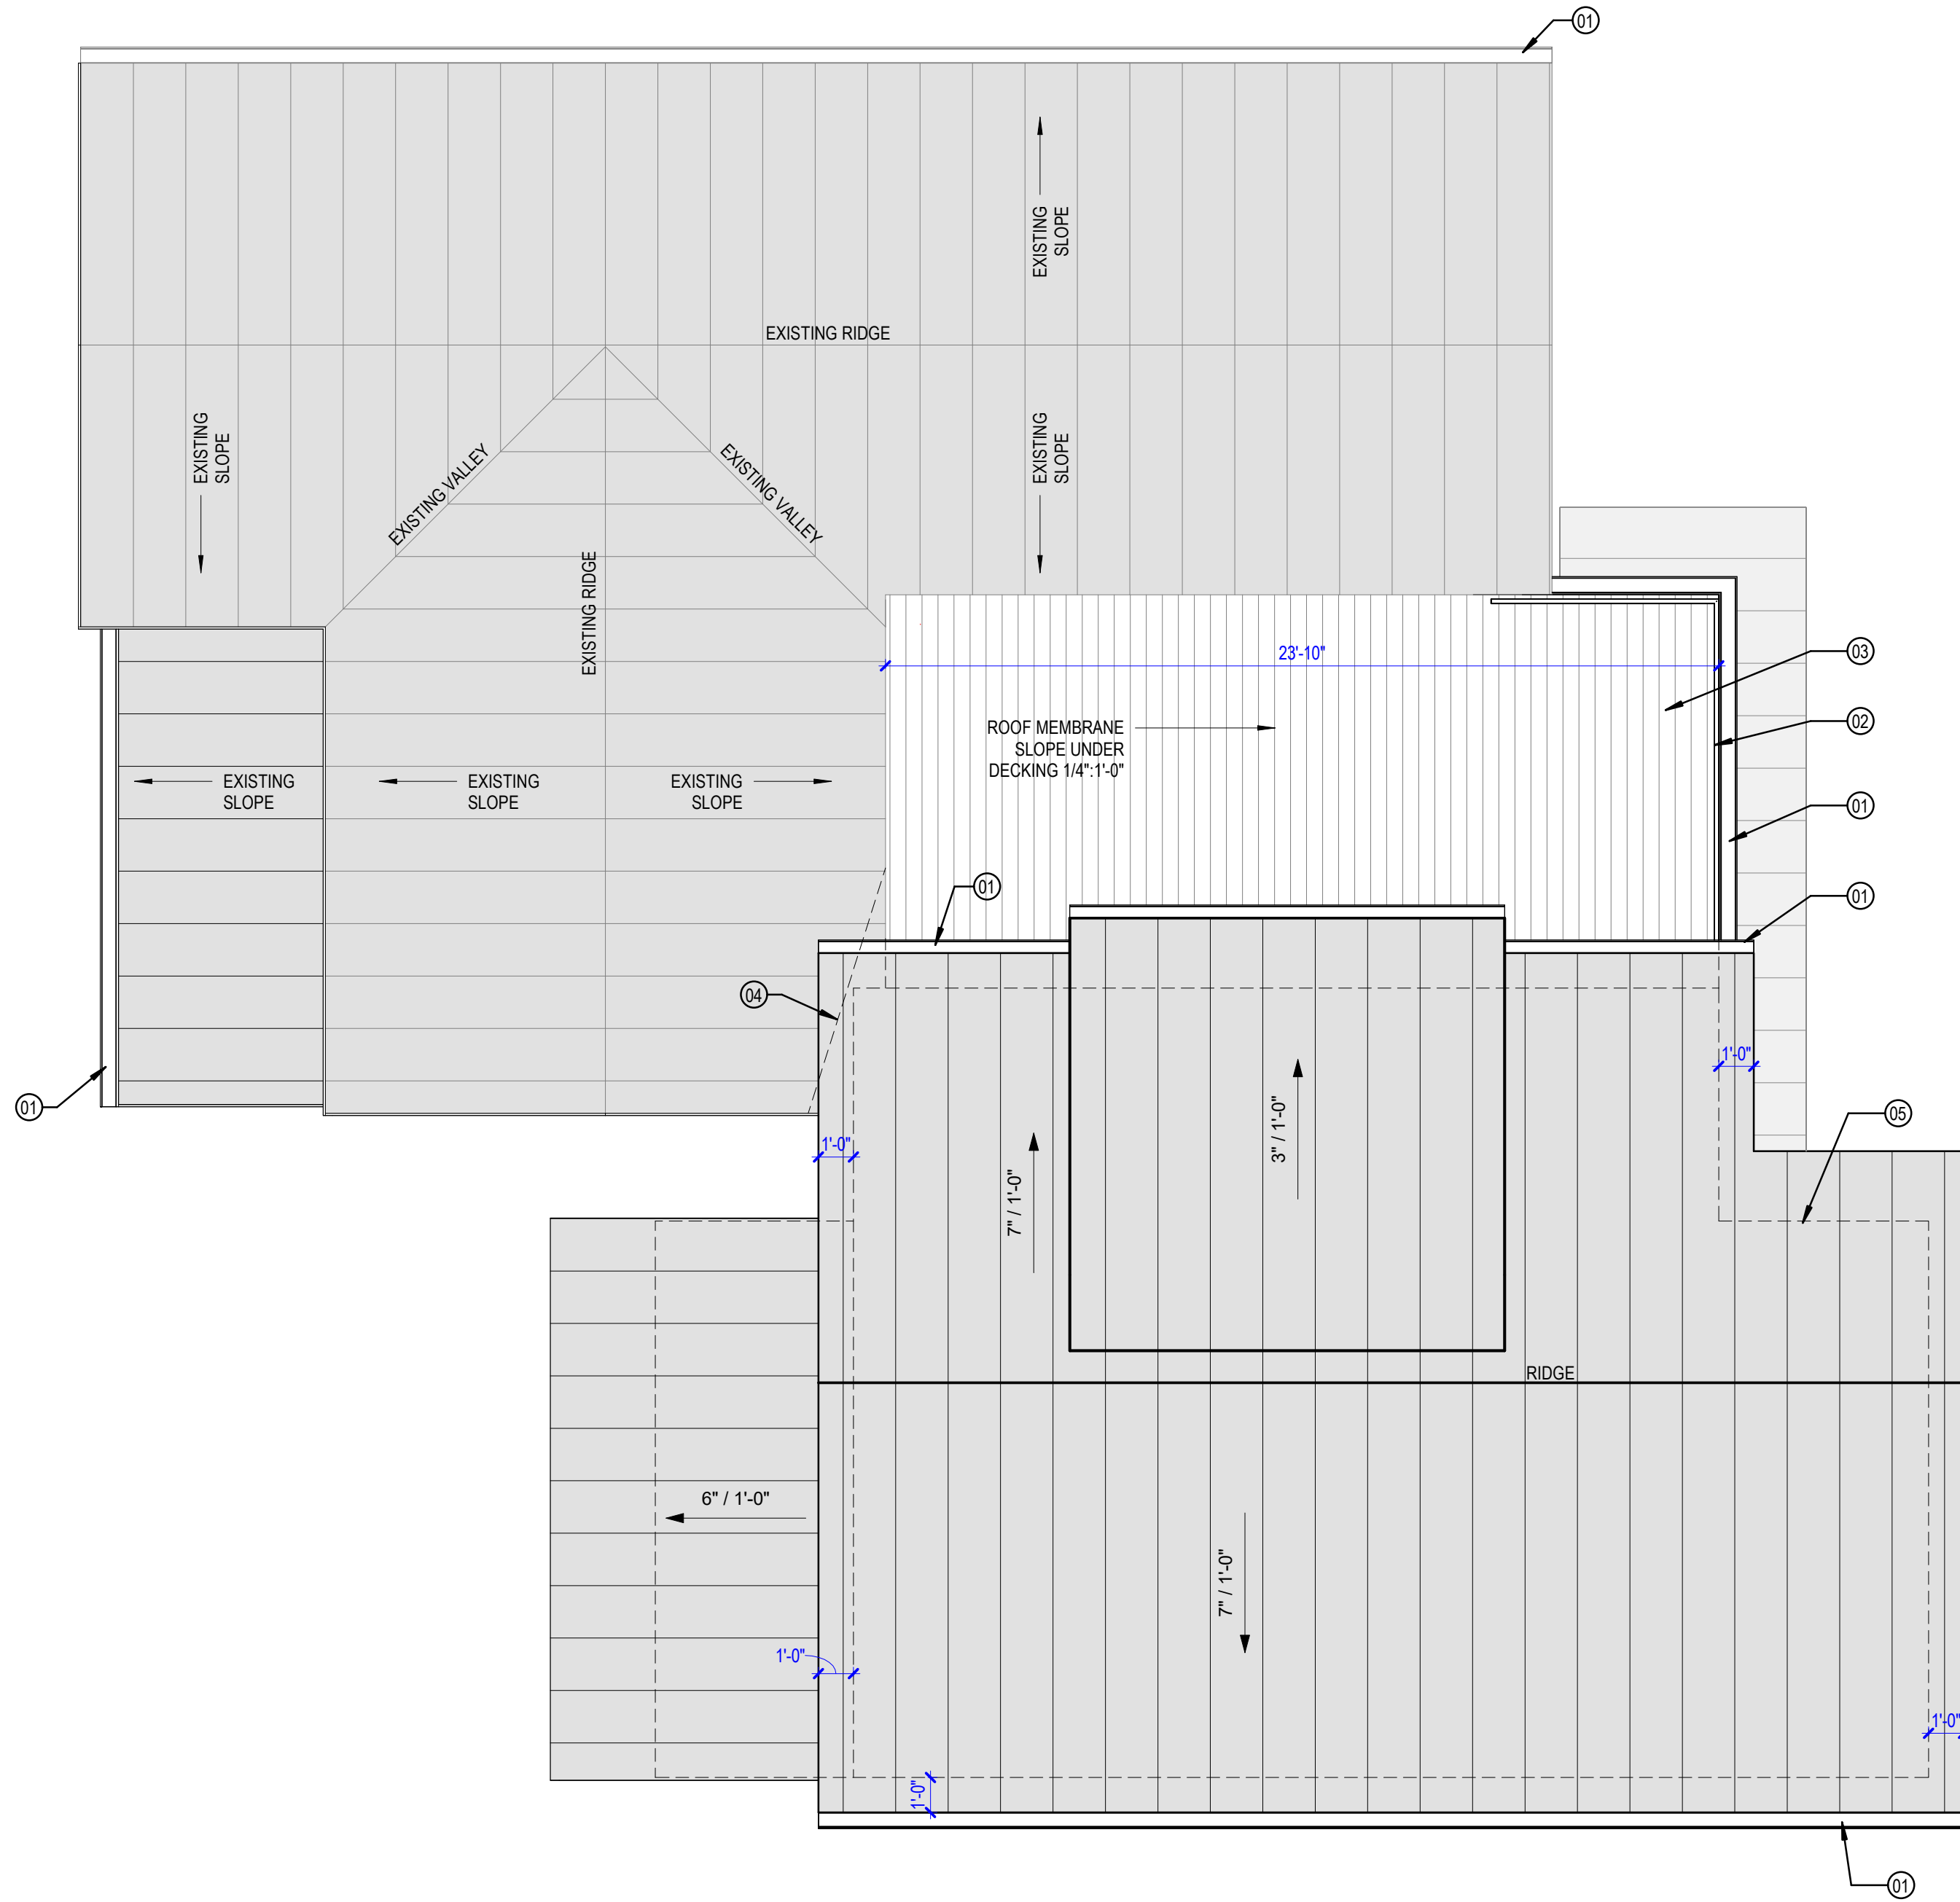 01
EXISTING
SLOPE
EXISTING RIDGE
EXISTING
SLOPE
EXISTING VALLEY
EXISTING VALLEY
EXISTING
SLOPE
EXISTING RIDGE
23'-10"
03
02
ROOF MEMBRANE
SLOPE UNDER
DECKING 1/4":1'-0"
EXISTING
SLOPE
EXISTING
SLOPE
EXISTING
SLOPE
01
01
01
04
1'-0"
01
05
1'-0"
3" / 1'-0"
7" / 1'-0"
RIDGE
6" / 1'-0"
7" / 1'-0"
1'-0"
1'-0"
1'-0"
01